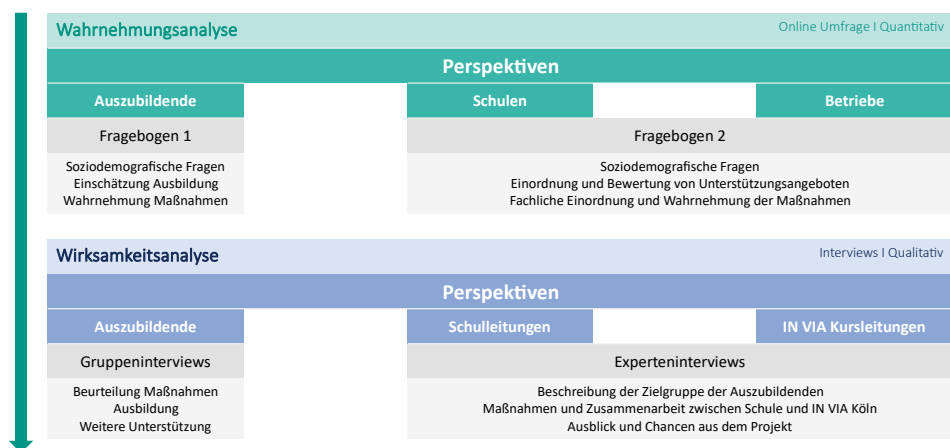 Wahrnehmungsanalyse
Online Umfrage I Quantitativ
Perspektiven
Auszubildende
Schulen
Betriebe
Fragebogen 1
Fragebogen 2
Soziodemografische Fragen
Einschätzung Ausbildung
Wahrnehmung Maßnahmen
Soziodemografische Fragen
Einordnung und Bewertung von Unterstützungsangeboten
Fachliche Einordnung und Wahrnehmung der Maßnahmen
Wirksamkeitsanalyse
Interviews I Qualitativ
Perspektiven
Auszubildende
Schulleitungen
IN VIA Kursleitungen
Gruppeninterviews
Experteninterviews
Beurteilung Maßnahmen
Ausbildung
Weitere Unterstützung
Beschreibung der Zielgruppe der Auszubildenden
Maßnahmen und Zusammenarbeit zwischen Schule und IN VIA Köln
Ausblick und Chancen aus dem Projekt